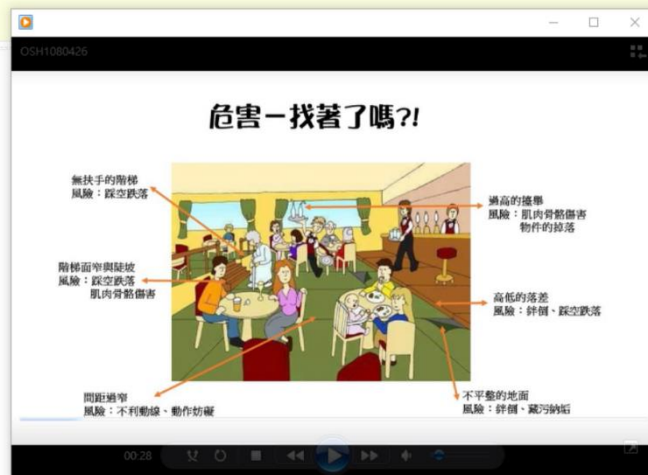 OSH1080426
危害－找著了嗎?!
無扶手的階梯
風險：踩空跌落
過高的擡舉
風險：肌肉骨骼傷害
物件的掉落
階梯面窄與陡坡
風險：踩空跌落
肌肉骨骼傷害
高低的落差
風險：絆倒、踩空跌落
間距過窄
風險：不利動線、動作妨礙
不平整的地面
風險：絆倒、藏污納垢
00:28